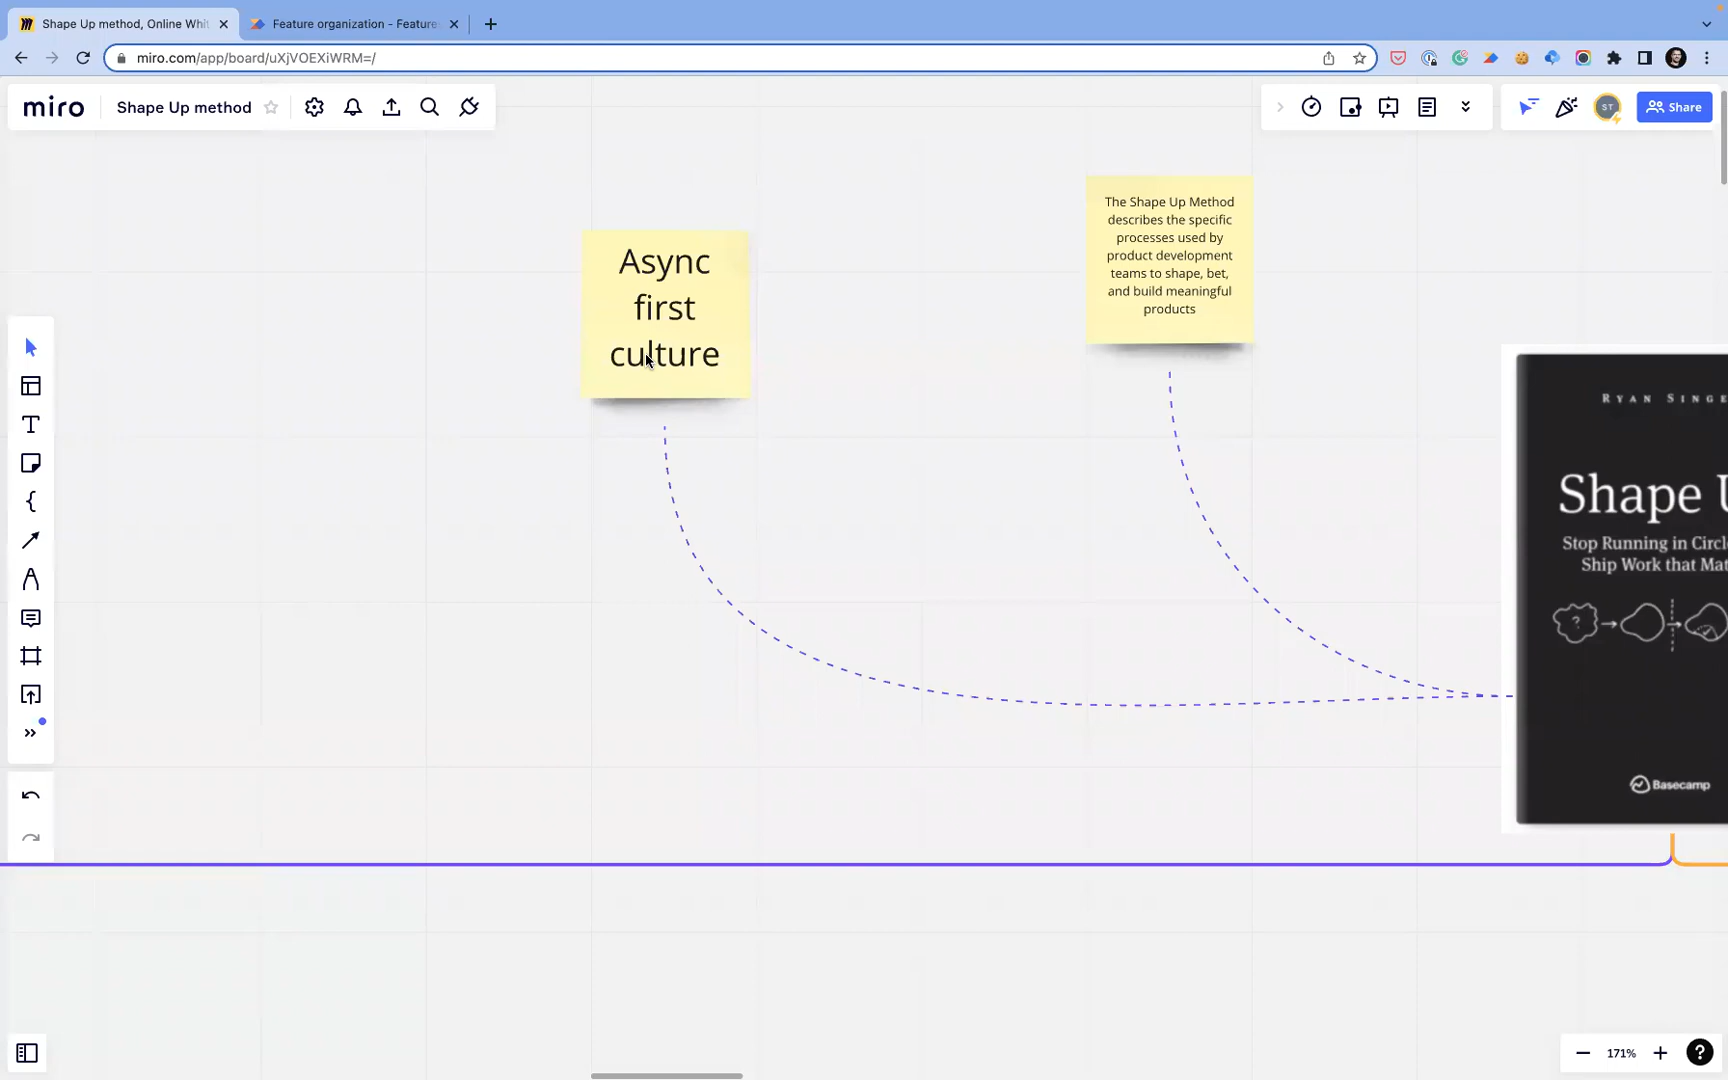 Shape Up method, Online Whi
Feature organization - Feature
miro.com/app/board/uXjVOEXiWRM=/
miro
Shape Up method
ST
Share
Async
first
culture
The Shape Up Method
describes the specific
processes used by
product development
teams to shape, bet,
and build meaningful
products
RYAN SINGE
Shape U
Stop Running in Circl
Ship Work that Mat
?
Basecamp
171%
?